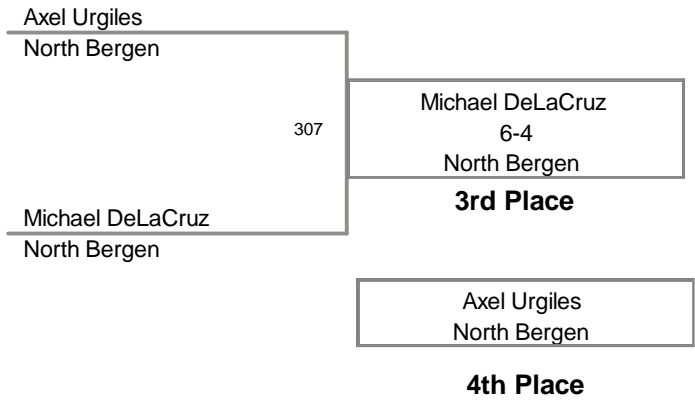 Axel Urgiles
North Bergen
307
Michael DeLaCruz
6-4
North Bergen
3rd Place
Michael DeLaCruz
North Bergen
Axel Urgiles
North Bergen
4th Place